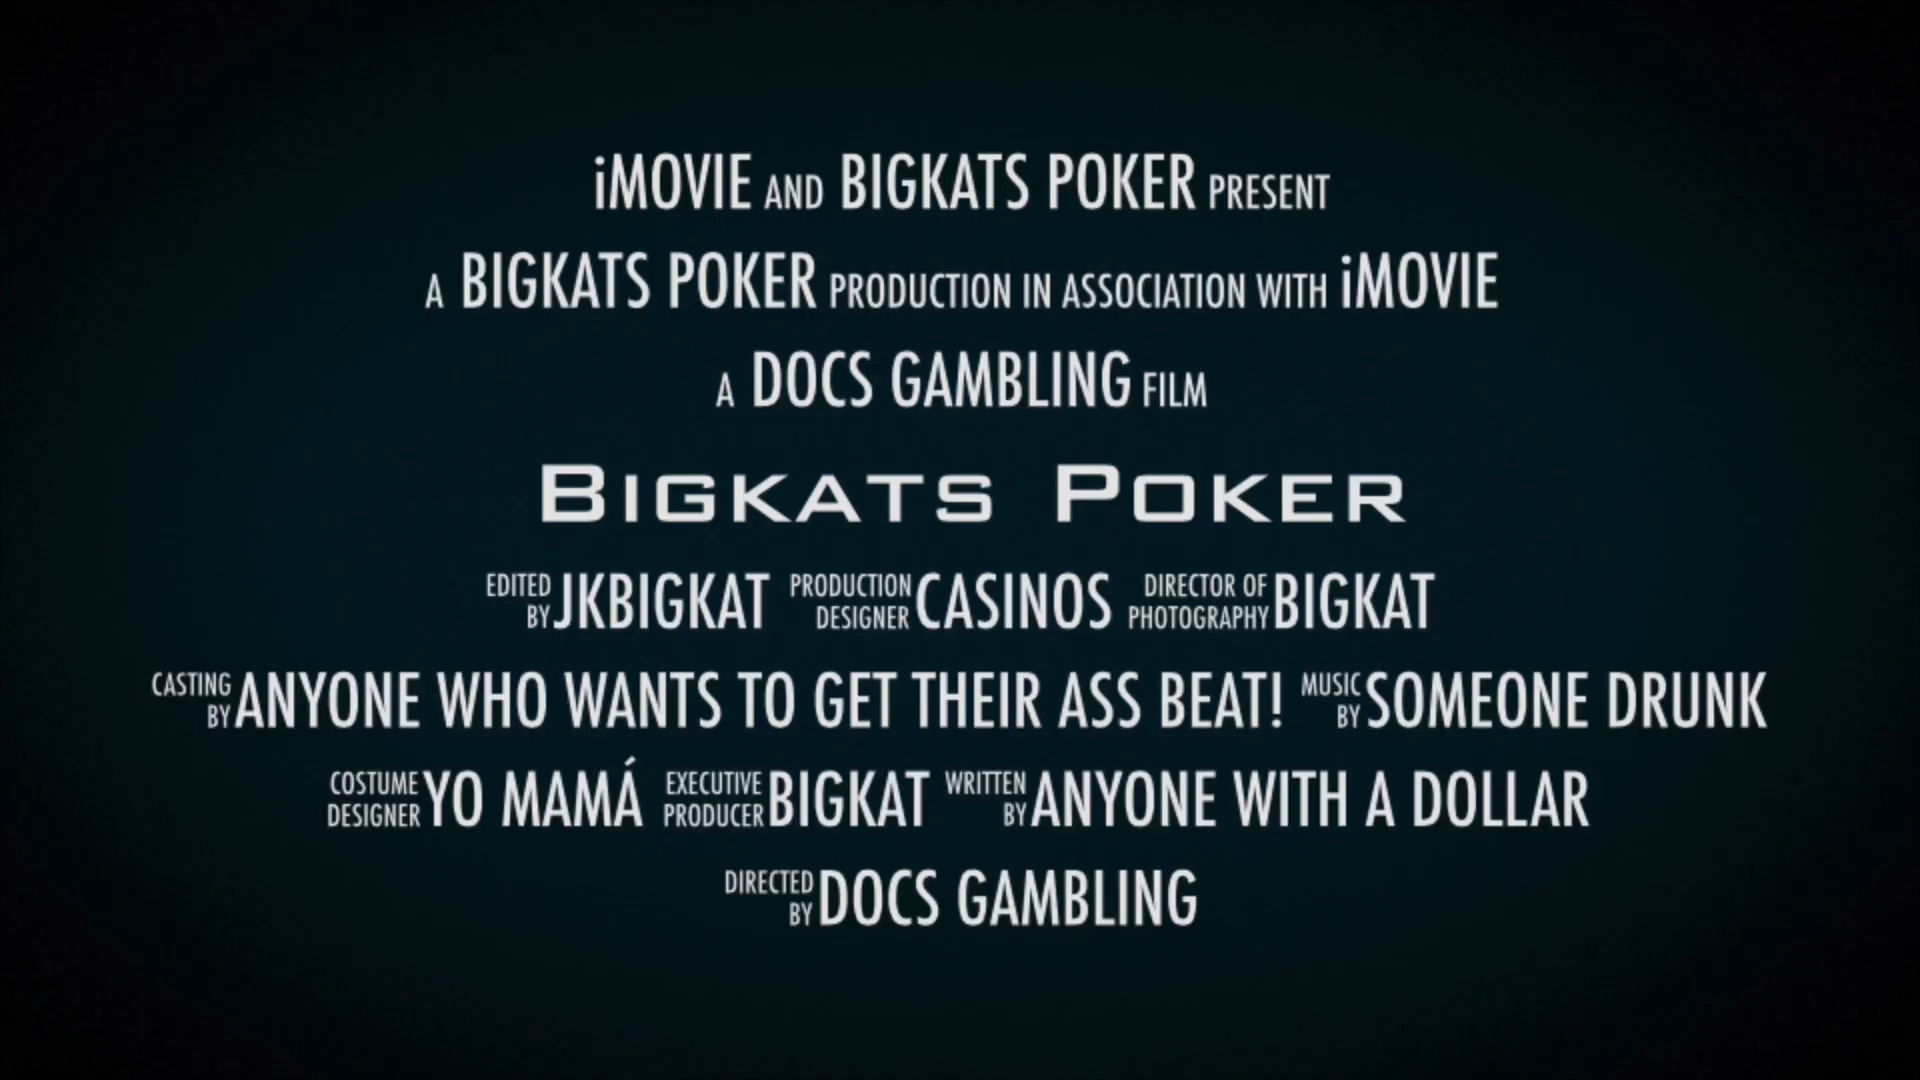 iMOVIE AND BIGKATS POKER PRESENT
A BIGKATS POKER PRODUCTION IN ASSOCIATION WITH iMOVIE
A DOCS GAMBLING FILM
BIGKATS POKER
EDITED BY JKBIGKAT PRODUCTION DESIGNER CASINOS DIRECTOR OF PHOTOGRAPHY BIGKAT
CASTING BY ANYONE WHO WANTS TO GET THEIR ASS BEAT! MUSIC BY SOMEONE DRUNK
COSTUME DESIGNER YO MAMÁ EXECUTIVE PRODUCER BIGKAT WRITTEN BY ANYONE WITH A DOLLAR
DIRECTED BY DOCS GAMBLING